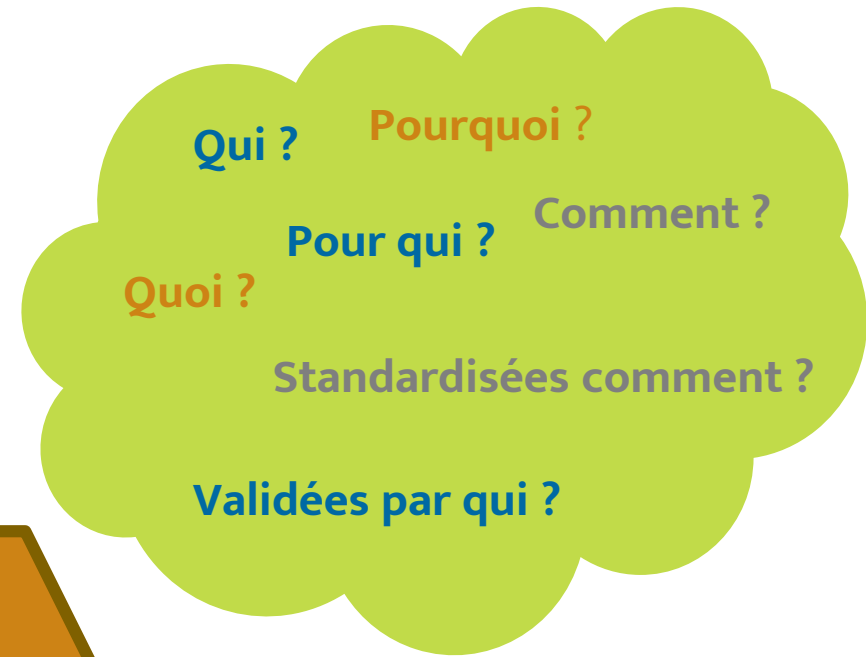 Qui ?
Pourquoi ?
Comment ?
Pour qui ?
Quoi ?
Standardisées comment ?
Validées par qui ?